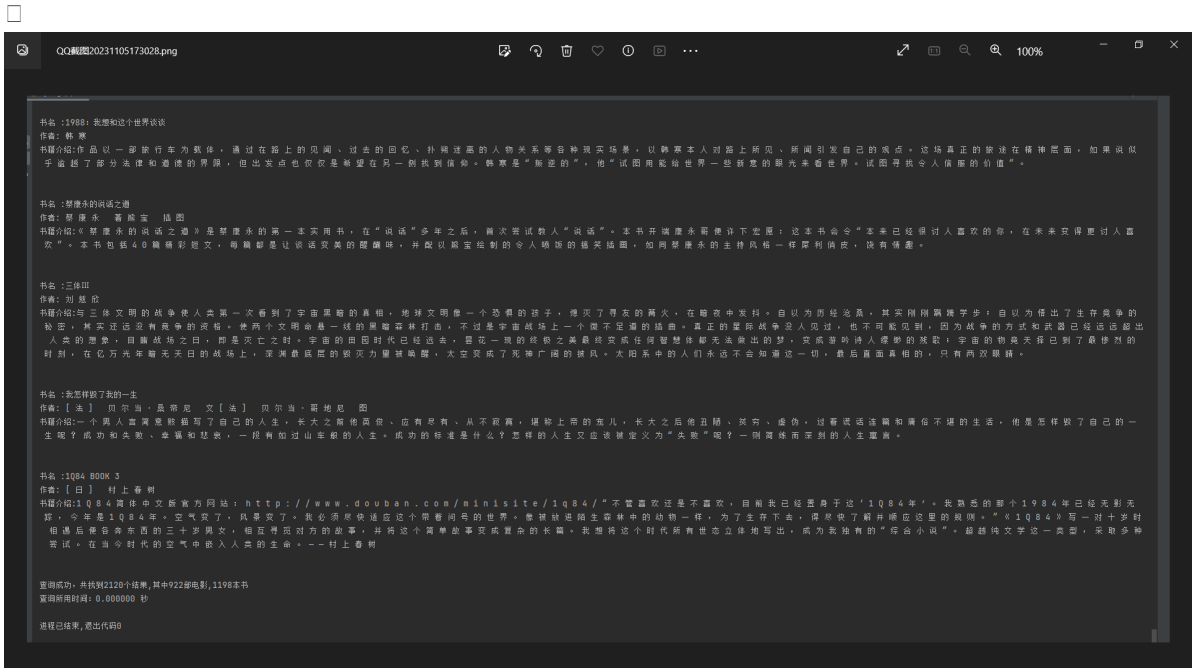 QQ截图20231105173028.png
100%
书名 :1988：我想和这个世界谈谈
作者: 韩 寒
书籍介绍:作 品 以 一 部 旅 行 车 为 载 体 ， 通 过 在 路 上 的 见 闻 、 过 去 的 回 忆 、 扑 朔 迷 离 的 人 物 关 系 等 各 种 现 实 场 景 ， 以 韩 寒 本 人 对 路 上 所 见 、 所 闻 引 发 自 己 的 观 点 。 这 场 真 正 的 旅 途 在 精 神 层 面 ， 如 果 说 似
乎 逾 越 了 部 分 法 律 和 道 德 的 界 限 ， 但 出 发 点 也 仅 仅 是 希 望 在 另 一 侧 找 到 信 仰 。 韩 寒 是 “ 叛 逆 的 ” ， 他 “ 试 图 用 能 给 世 界 一 些 新 意 的 眼 光 来 看 世 界 。 试 图 寻 找 令 人 信 服 的 价 值 ” 。
书名 :蔡康永的说话之道
作者: 蔡 康 永 著 熊 宝 插 图
书籍介绍:《 蔡 康 永 的 说 话 之 道 》 是 蔡 康 永 的 第 一 本 实 用 书 ， 在 “ 说 话 ” 多 年 之 后 ， 首 次 尝 试 教 人 “ 说 话 ” 。 本 书 开 端 康 永 哥 便 许 下 宏 愿 ： 这 本 书 会 令 “ 本 来 已 经 很 讨 人 喜 欢 的 你 ， 在 未 来 变 得 更 讨 人 喜
欢 ” 。 本 书 包 括 4 0 篇 精 彩 短 文 ， 每 篇 都 是 让 说 话 变 美 的 醍 醐 味 ， 并 配 以 熊 宝 绘 制 的 令 人 喷 饭 的 搞 笑 插 画 ， 如 同 蔡 康 永 的 主 持 风 格 一 样 犀 利 俏 皮 ， 饶 有 情 趣 。
书名 :三体Ⅲ
作者: 刘 慈 欣
书籍介绍:与 三 体 文 明 的 战 争 使 人 类 第 一 次 看 到 了 宇 宙 黑 暗 的 真 相 ， 地 球 文 明 像 一 个 恐 惧 的 孩 子 ， 熄 灭 了 寻 友 的 篝 火 ， 在 暗 夜 中 发 抖 。 自 以 为 历 经 沧 桑 ， 其 实 刚 刚 蹒 跚 学 步 ； 自 以 为 悟 出 了 生 存 竞 争 的
秘 密 ， 其 实 还 远 没 有 竞 争 的 资 格 。 使 两 个 文 明 命 悬 一 线 的 黑 暗 森 林 打 击 ， 不 过 是 宇 宙 战 场 上 一 个 微 不 足 道 的 插 曲 。 真 正 的 星 际 战 争 没 人 见 过 ， 也 不 可 能 见 到 ， 因 为 战 争 的 方 式 和 武 器 已 经 远 远 超 出
人 类 的 想 象 ， 目 睹 战 场 之 日 ， 即 是 灭 亡 之 时 。 宇 宙 的 田 园 时 代 已 经 远 去 ， 昙 花 一 现 的 终 极 之 美 最 终 变 成 任 何 智 慧 体 都 无 法 做 出 的 梦 ， 变 成 游 吟 诗 人 缥 缈 的 残 歌 ； 宇 宙 的 物 竞 天 择 已 到 了 最 惨 烈 的
时 刻 ， 在 亿 万 光 年 暗 无 天 日 的 战 场 上 ， 深 渊 最 底 层 的 毁 灭 力 量 被 唤 醒 ， 太 空 变 成 了 死 神 广 阔 的 披 风 。 太 阳 系 中 的 人 们 永 远 不 会 知 道 这 一 切 ， 最 后 直 面 真 相 的 ， 只 有 两 双 眼 睛 。
书名 :我怎样毁了我的一生
作者: [ 法 ] 贝 尔 当 · 桑 帝 尼 文 [ 法 ] 贝 尔 当 · 哥 地 尼 图
书籍介绍:一 个 男 人 言 简 意 赅 描 写 了 自 己 的 人 生 ， 长 大 之 前 他 英 俊 、 应 有 尽 有 、 从 不 寂 寞 ， 堪 称 上 帝 的 宠 儿 ， 长 大 之 后 他 丑 陋 、 贫 穷 、 虚 伪 ， 过 着 谎 话 连 篇 和 庸 俗 不 堪 的 生 活 ， 他 是 怎 样 毁 了 自 己 的 一
生 呢 ？ 成 功 和 失 败 、 幸 福 和 悲 哀 ， 一 段 有 如 过 山 车 般 的 人 生 。 成 功 的 标 准 是 什 么 ？ 怎 样 的 人 生 又 应 该 被 定 义 为 “ 失 败 ” 呢 ？ 一 则 简 练 而 深 刻 的 人 生 寓 言 。
书名 :1Q84 BOOK 3
作者: [ 日 ] 村 上 春 树
书籍介绍:1 Q 8 4 简 体 中 文 版 官 方 网 站 ： h t t p : / / w w w . d o u b a n . c o m / m i n i s i t e / 1 q 8 4 / “ 不 管 喜 欢 还 是 不 喜 欢 ， 目 前 我 已 经 置 身 于 这 ‘ 1 Q 8 4 年 ’ 。 我 熟 悉 的 那 个 1 9 8 4 年 已 经 无 影 无
踪 ， 今 年 是 1 Q 8 4 年 。 空 气 变 了 ， 风 景 变 了 。 我 必 须 尽 快 适 应 这 个 带 着 问 号 的 世 界 。 像 被 放 进 陌 生 森 林 中 的 动 物 一 样 ， 为 了 生 存 下 去 ， 得 尽 快 了 解 并 顺 应 这 里 的 规 则 。 ” 《 1 Q 8 4 》 写 一 对 十 岁 时
相 遇 后 便 各 奔 东 西 的 三 十 岁 男 女 ， 相 互 寻 觅 对 方 的 故 事 ， 并 将 这 个 简 单 故 事 变 成 复 杂 的 长 篇 。 我 想 将 这 个 时 代 所 有 世 态 立 体 地 写 出 ， 成 为 我 独 有 的 “ 综 合 小 说 ” 。 超 越 纯 文 学 这 一 类 型 ， 采 取 多 种
尝 试 。 在 当 今 时 代 的 空 气 中 嵌 入 人 类 的 生 命 。 - - 村 上 春 树
查询成功，共找到2120个结果,其中922部电影,1198本书
查询所用时间：0.000000 秒
进程已结束,退出代码0